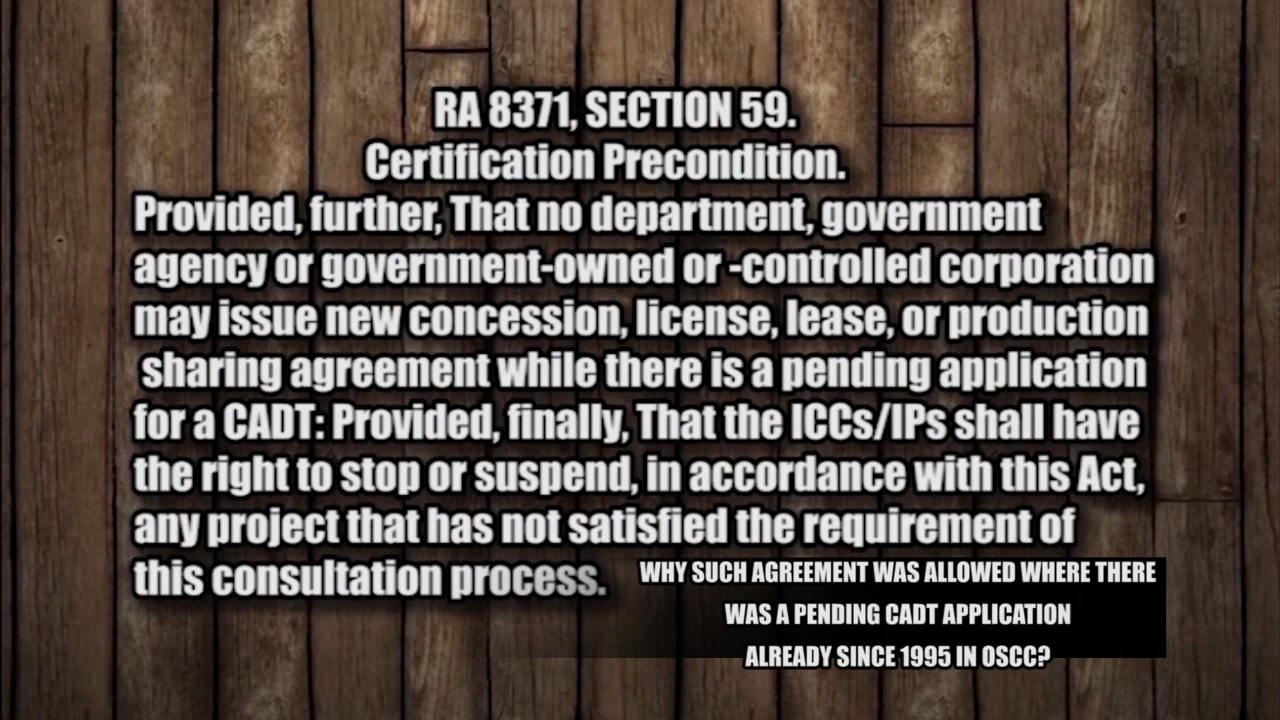 RA 8371, SECTION 59.
Certification Precondition.
Provided, further, That no department, government
agency or government-owned or -controlled corporation
may issue new concession, license, lease, or production
sharing agreement while there is a pending application
for a CADT: Provided, finally, That the ICCs/IPs shall have
the right to stop or suspend, in accordance with this Act,
any project that has not satisfied the requirement of
this consultation process.
WHY SUCH AGREEMENT WAS ALLOWED WHERE THERE
WAS A PENDING CADT APPLICATION
ALREADY SINCE 1995 IN OSCC?